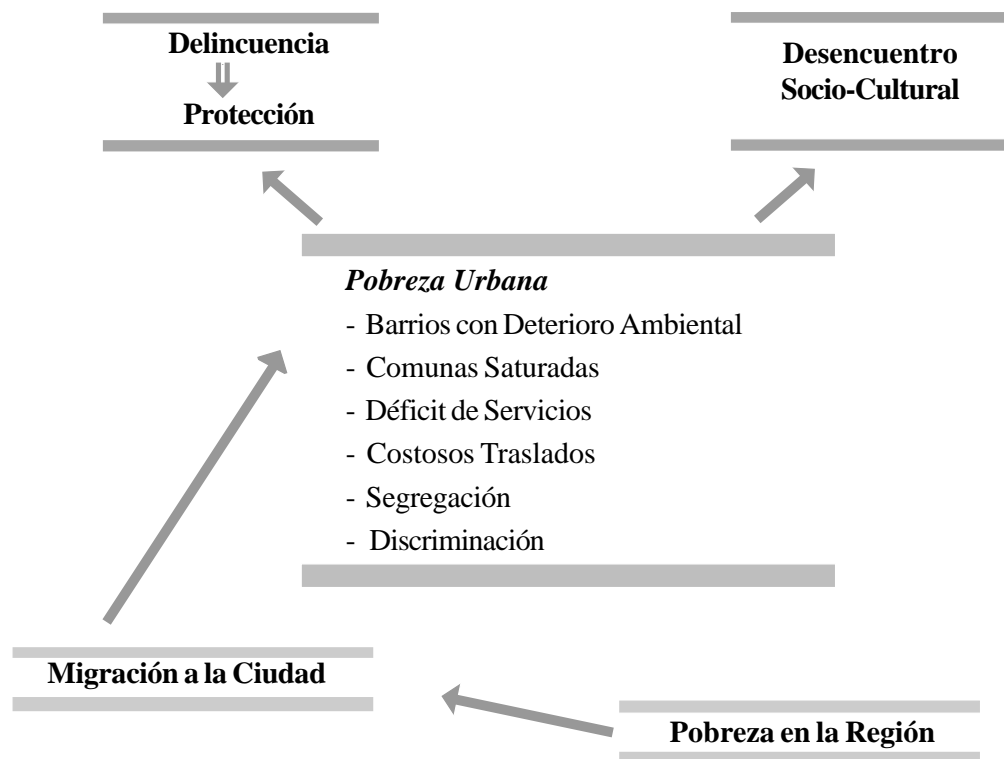 Delincuencia
Protección
Desencuentro
Socio-Cultural
Pobreza Urbana
- Barrios con Deterioro Ambiental
- Comunas Saturadas
- Déficit de Servicios
- Costosos Traslados
- Segregación
- Discriminación
Migración a la Ciudad
Pobreza en la Región